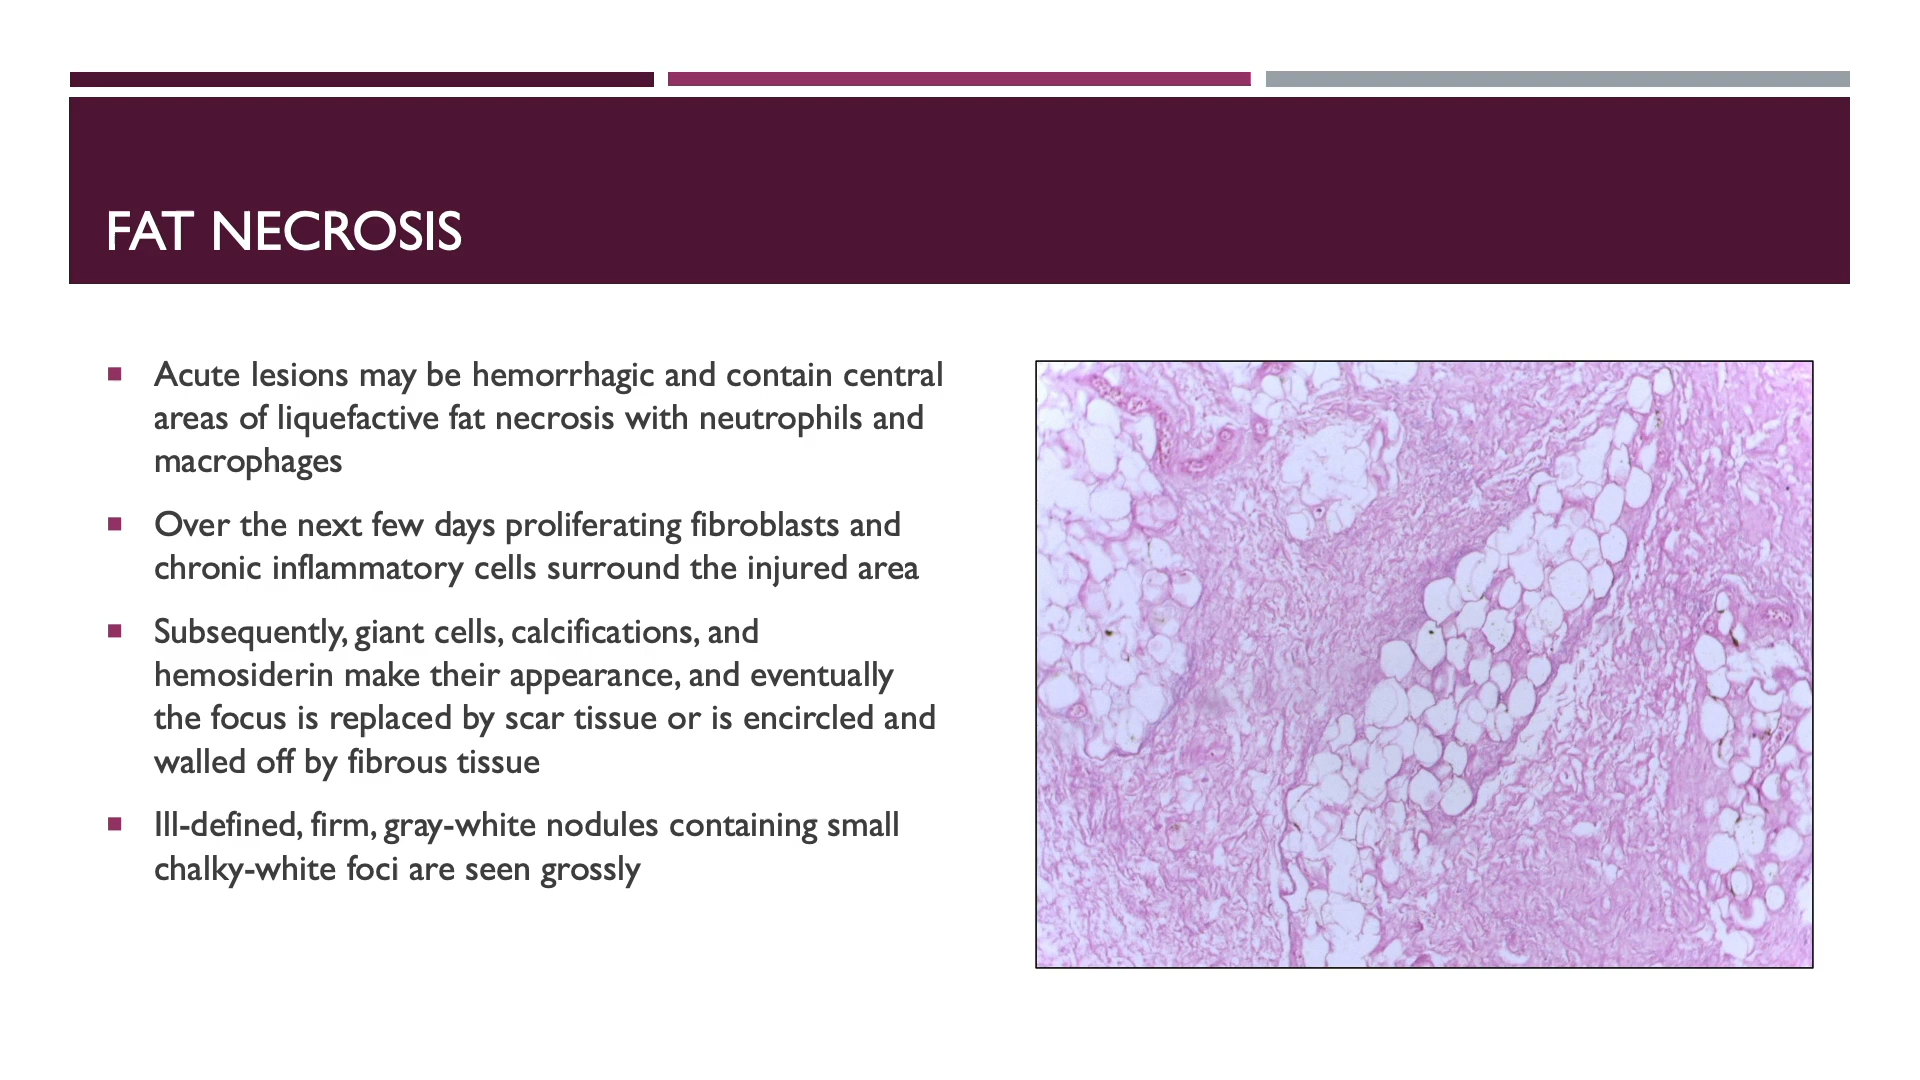 FAT NECROSIS
Acute lesions may be hemorrhagic and contain central
areas of liquefactive fat necrosis with neutrophils and
macrophages
Over the next few days proliferating fibroblasts and
chronic inflammatory cells surround the injured area
Subsequently, giant cells, calcifications, and
hemosiderin make their appearance, and eventually
the focus is replaced by scar tissue or is encircled and
walled off by fibrous tissue
Ill-defined, firm, gray-white nodules containing small
chalky-white foci are seen grossly